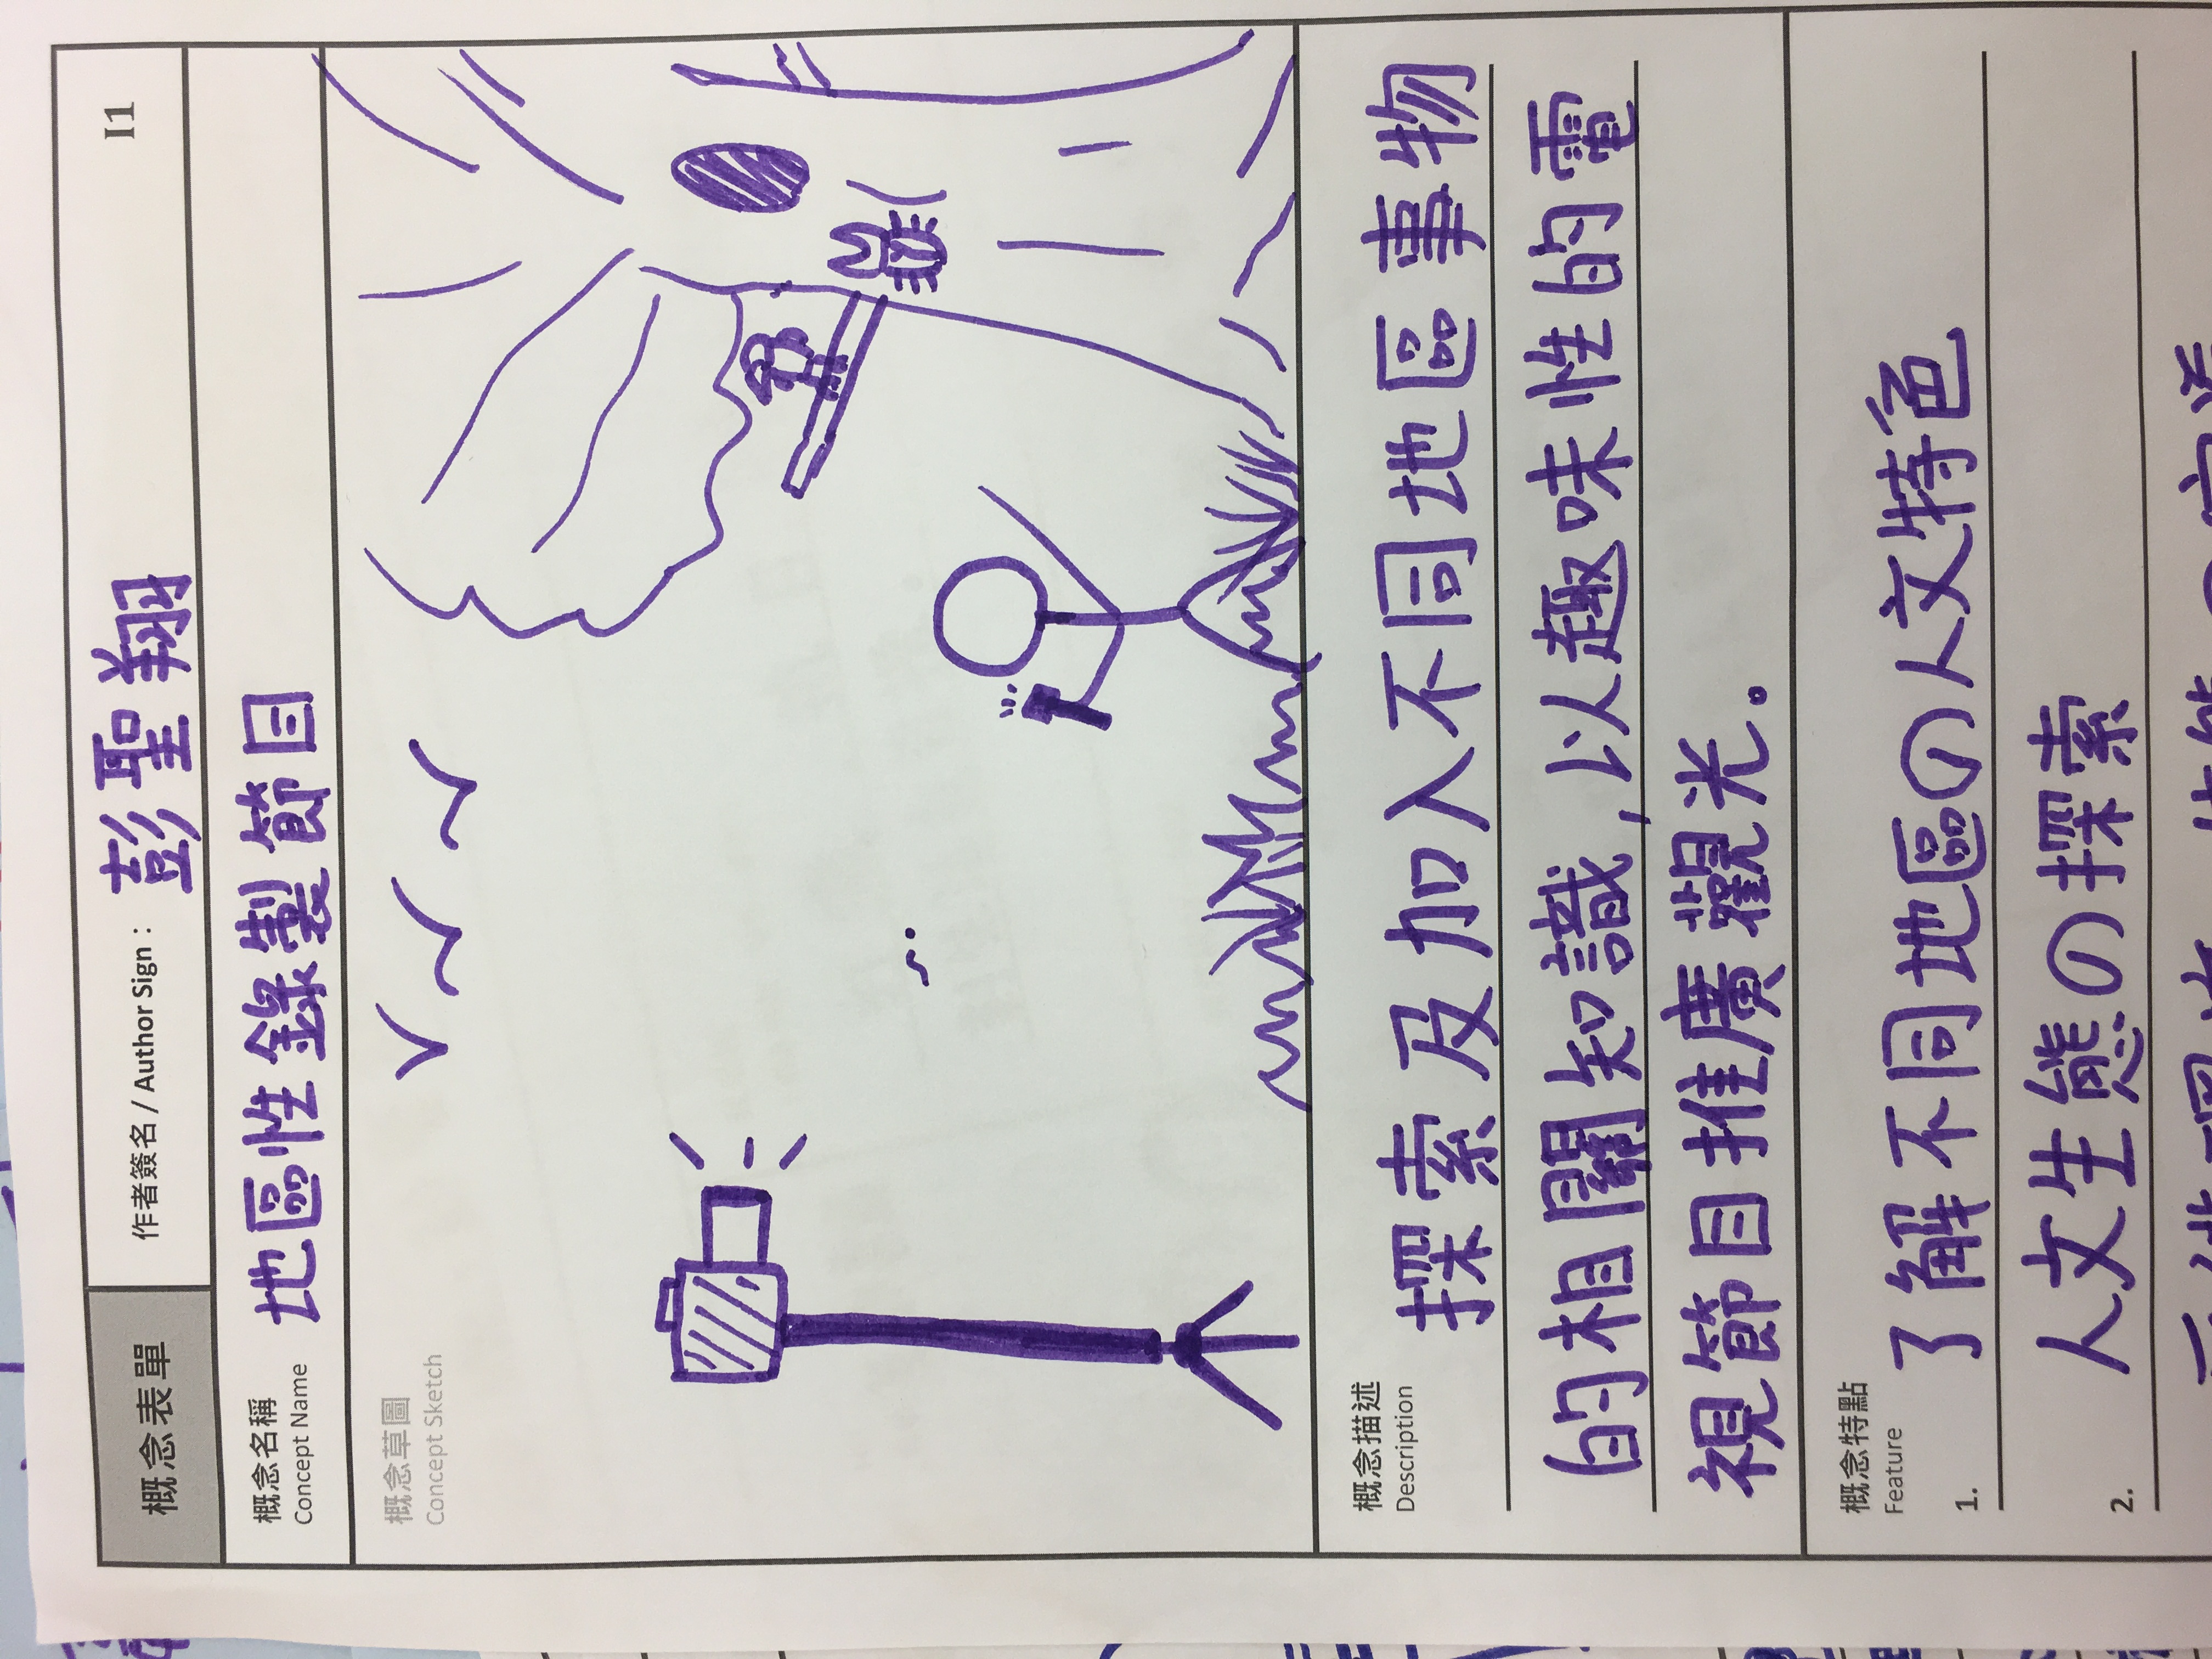 概念表單
作者簽名 / Author Sign： 彭聖翔
I1
概念名稱 地區性錄製節目
Concept Name
概念草圖
Concept Sketch
概念描述
Description
探索及加入不同地區事物
的相關知識,以趣味性的電
視節目推廣觀光。
概念特點
Feature
1. 了解不同地區の人文特色
2. 人文生態の探索